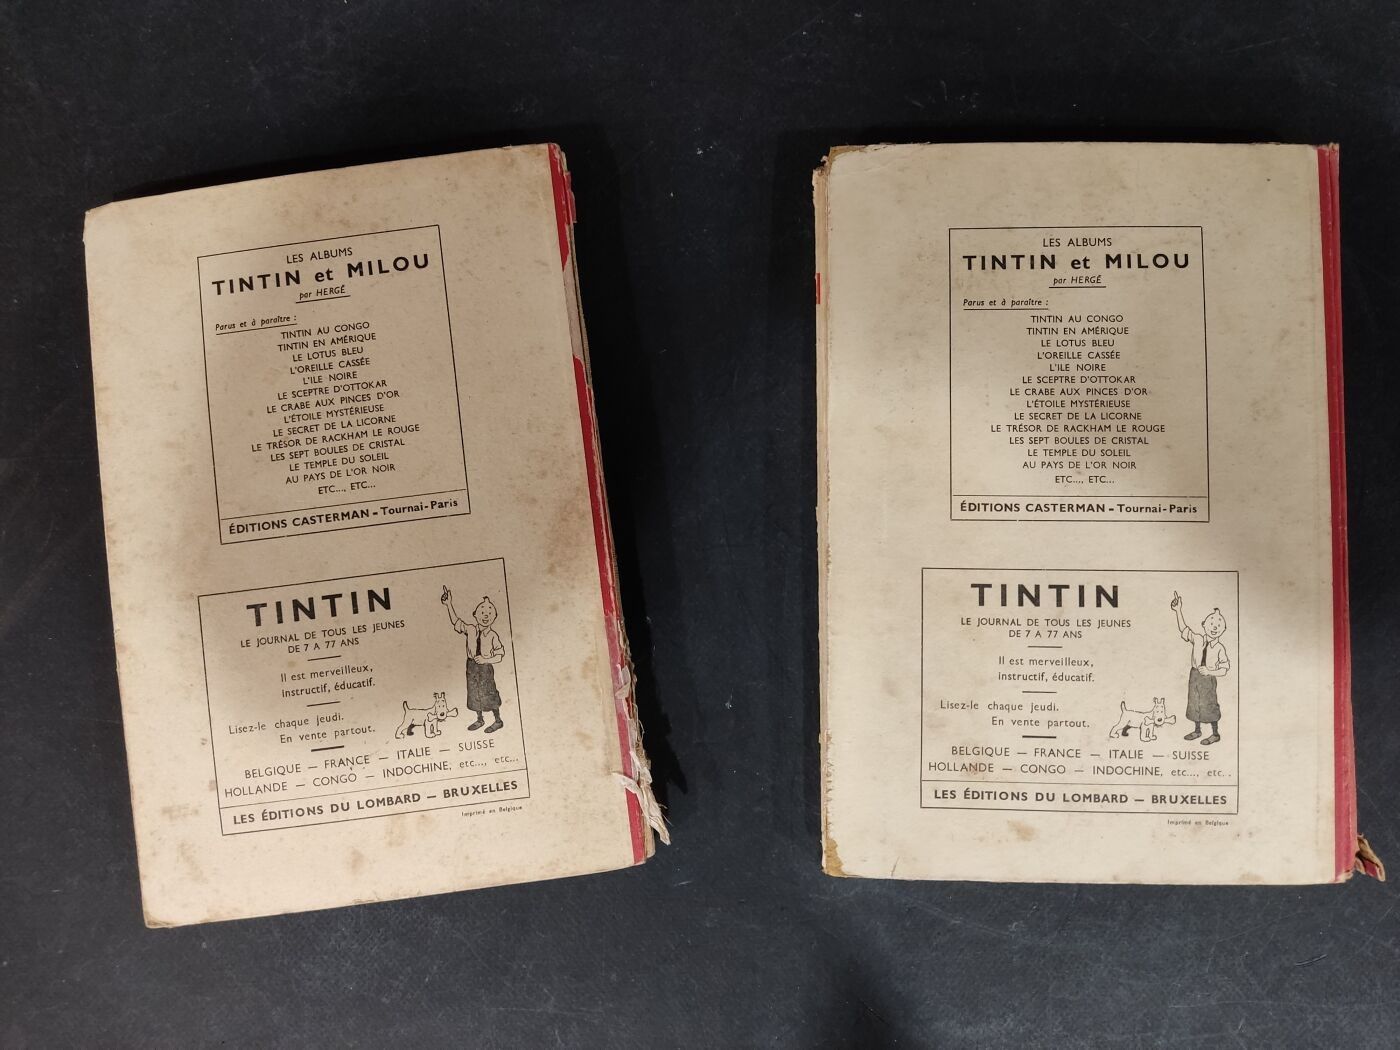 LES ALBUMS
TINTIN et MILOU
par HERGÉ
Parus et à paraître :
TINTIN AU CONGO
TINTIN EN AMÉRIQUE
LE LOTUS BLEU
L'OREILLE CASSÉE
L'ILE NOIRE
LE SCEPTRE D'OTTOKAR
LE CRABE AUX PINCES D'OR
L'ÉTOILE MYSTÉRIEUSE
LE SECRET DE LA LICORNE
LE TRÉSOR DE RACKHAM LE ROUGE
LES SEPT BOULES DE CRISTAL
LE TEMPLE DU SOLEIL
AU PAYS DE L'OR NOIR
ETC..., ETC...
ÉDITIONS CASTERMAN - Tournai-Paris
TINTIN
LE JOURNAL DE TOUS LES JEUNES
DE 7 A 77 ANS
Il est merveilleux,
instructif, éducatif.
Lisez-le chaque jeudi.
En vente partout.
BELGIQUE — FRANCE — ITALIE — SUISSE
HOLLANDE — CONGO — INDOCHINE, etc..., etc...
LES ÉDITIONS DU LOMBARD — BRUXELLES
Imprimé en Belgique
LES ALBUMS
TINTIN et MILOU
par HERGÉ
Parus et à paraître :
TINTIN AU CONGO
TINTIN EN AMÉRIQUE
LE LOTUS BLEU
L'OREILLE CASSÉE
L'ILE NOIRE
LE SCEPTRE D'OTTOKAR
LE CRABE AUX PINCES D'OR
L'ÉTOILE MYSTÉRIEUSE
LE SECRET DE LA LICORNE
LE TRÉSOR DE RACKHAM LE ROUGE
LES SEPT BOULES DE CRISTAL
LE TEMPLE DU SOLEIL
AU PAYS DE L'OR NOIR
ETC..., ETC...
ÉDITIONS CASTERMAN - Tournai-Paris
TINTIN
LE JOURNAL DE TOUS LES JEUNES
DE 7 A 77 ANS
Il est merveilleux,
instructif, éducatif.
Lisez-le chaque jeudi.
En vente partout.
BELGIQUE — FRANCE — ITALIE — SUISSE
HOLLANDE — CONGO — INDOCHINE, etc..., etc..
LES ÉDITIONS DU LOMBARD — BRUXELLES
Imprimé en Belgique